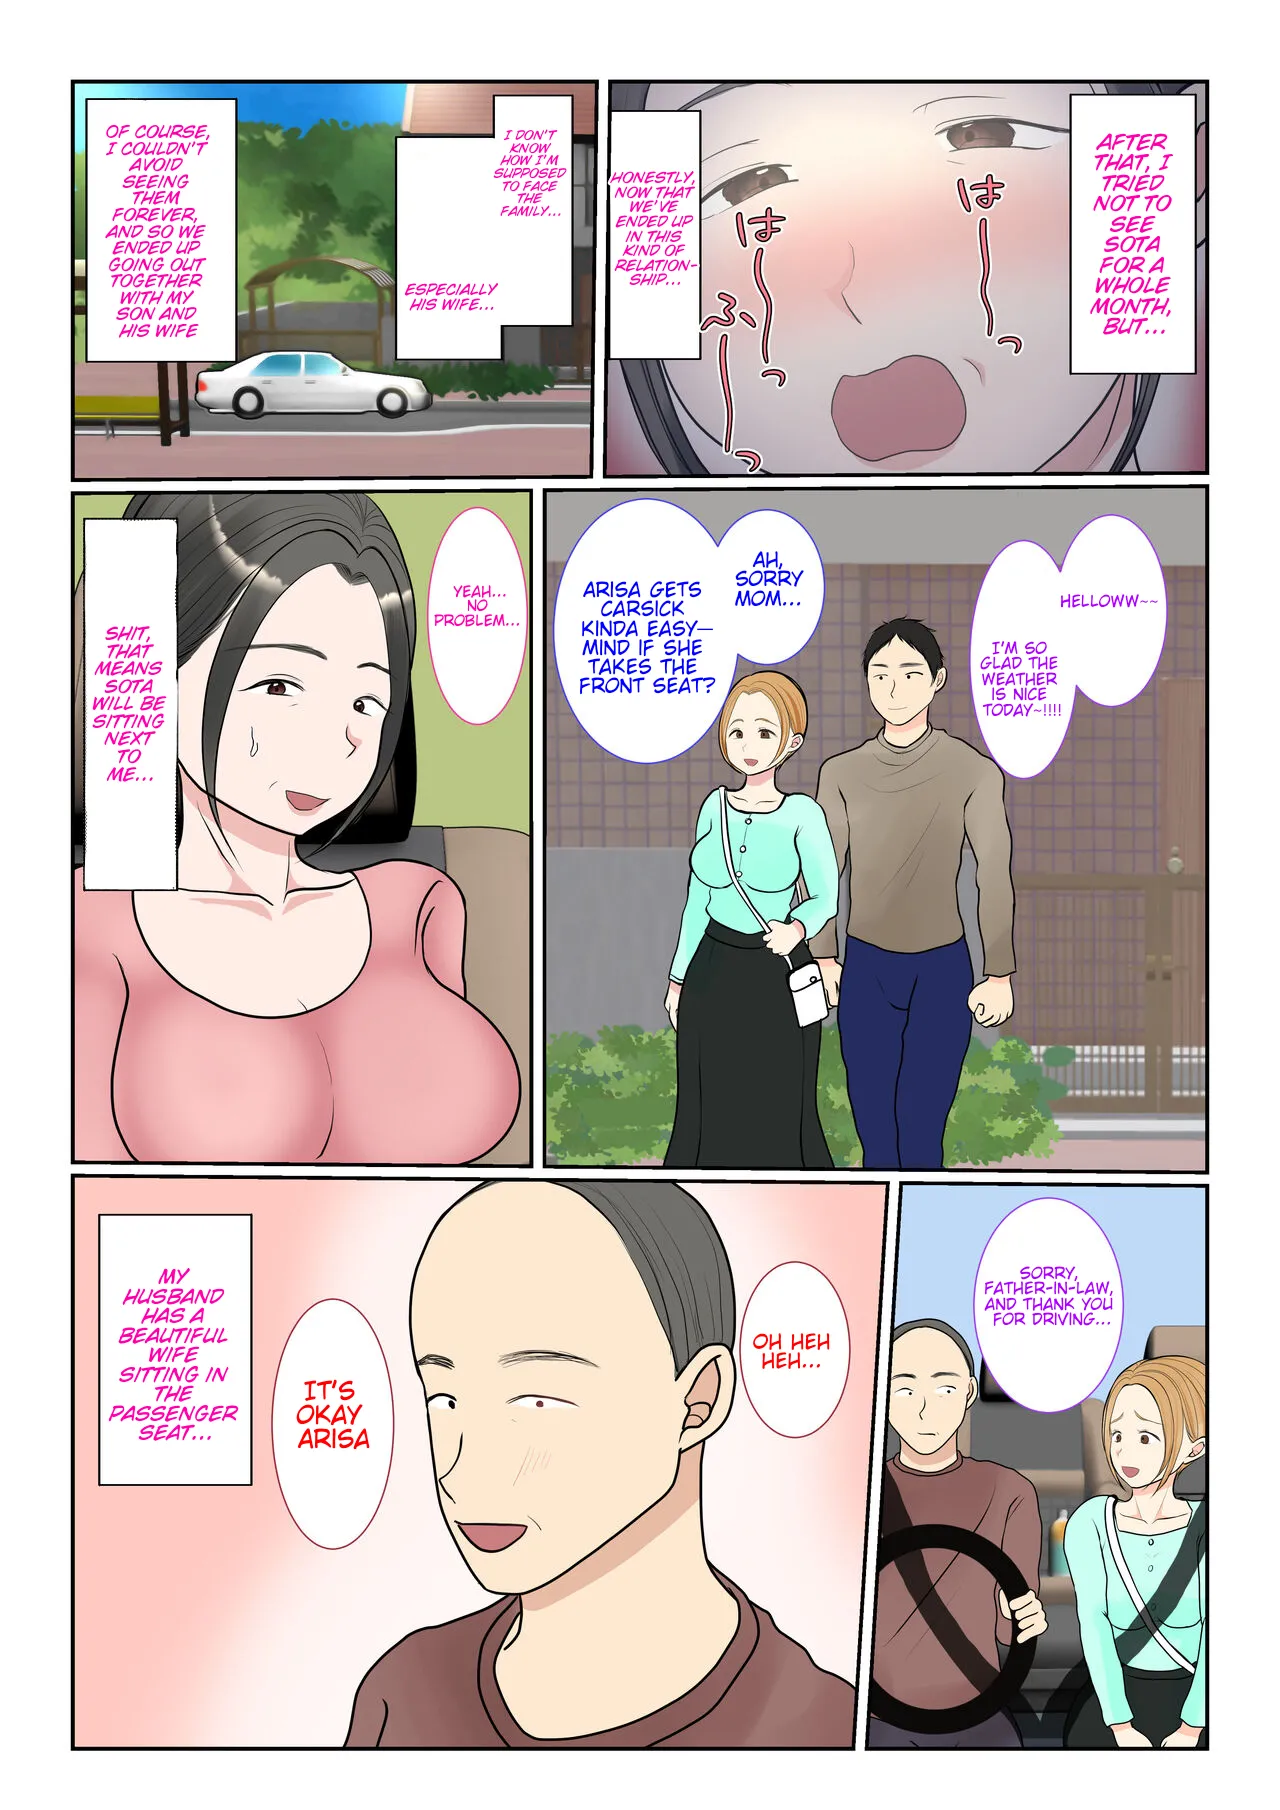 AFTER
THAT, I
TRIED
NOT TO
SEE
SOTA
FOR A
WHOLE
MONTH,
BUT...
はーっ
はーっ
ふーっ
HONESTLY,
NOW THAT
WE'VE
ENDED UP
IN THIS
KIND OF
RELATION-
SHIP...
I DON'T
KNOW
HOW I'M
SUPPOSED
TO FACE
THE
FAMILY...
ESPECIALLY
HIS WIFE...
OF COURSE,
I COULDN'T
AVOID
SEEING
THEM
FOREVER,
AND SO WE
ENDED UP
GOING OUT
TOGETHER
WITH MY
SON AND
HIS WIFE
HELLOWW~~
I'M SO
GLAD THE
WEATHER
IS NICE
TODAY~!!!!
AH,
SORRY
MOM...
ARISA GETS
CARSICK
KINDA EASY—
MIND IF SHE
TAKES THE
FRONT SEAT?
YEAH...
NO
PROBLEM...
SHIT,
THAT
MEANS
SOTA
WILL BE
SITTING
NEXT
TO
ME...
SORRY,
FATHER-IN-LAW,
AND THANK YOU
FOR DRIVING...
OH HEH
HEH...
IT'S
OKAY
ARISA
MY
HUSBAND
HAS A
BEAUTIFUL
WIFE
SITTING IN
THE
PASSENGER
SEAT...